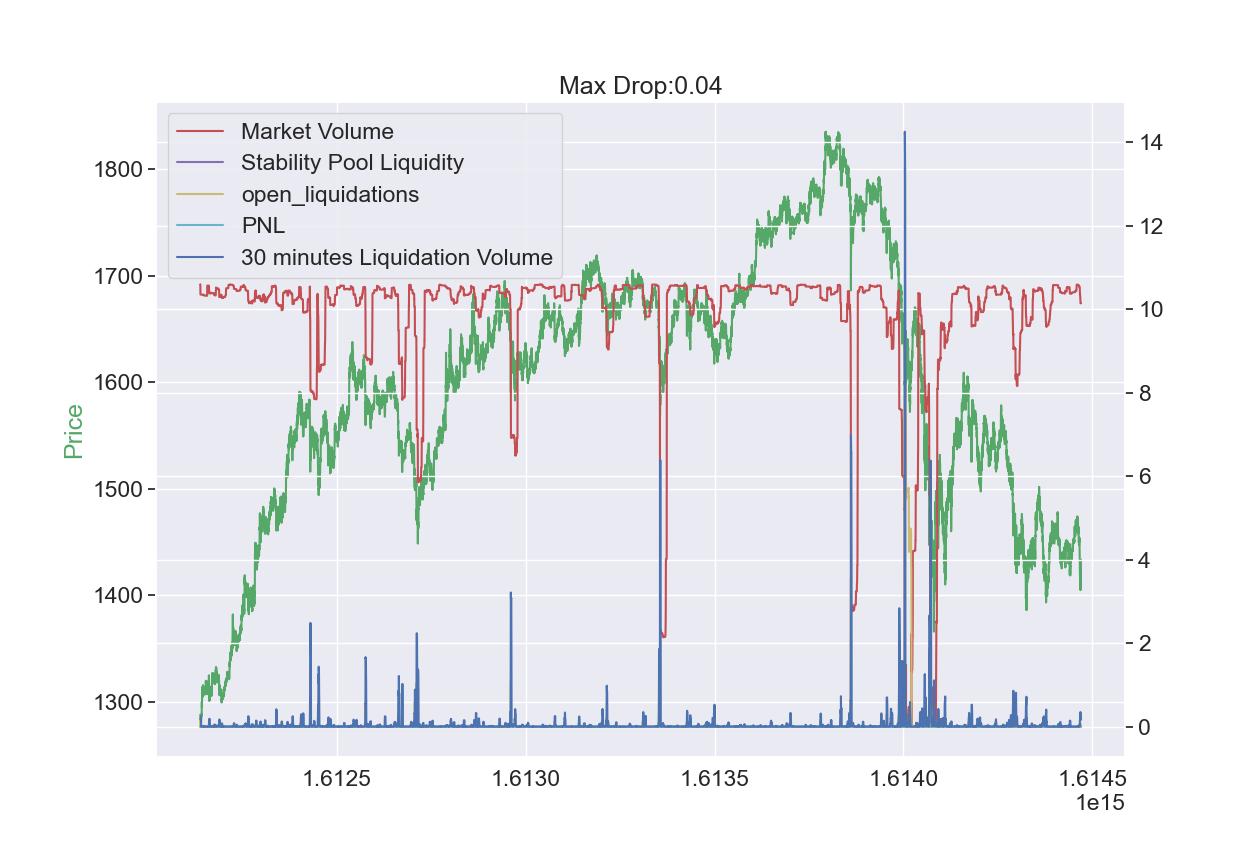 Max Drop:0.04
Market Volume
Stability Pool Liquidity
open_liquidations
PNL
30 minutes Liquidation Volume
1800
1700
1600
1500
1400
1300
Price
14
12
10
8
6
4
2
0
1.6125 1.6130 1.6135 1.6140 1.6145
1e15